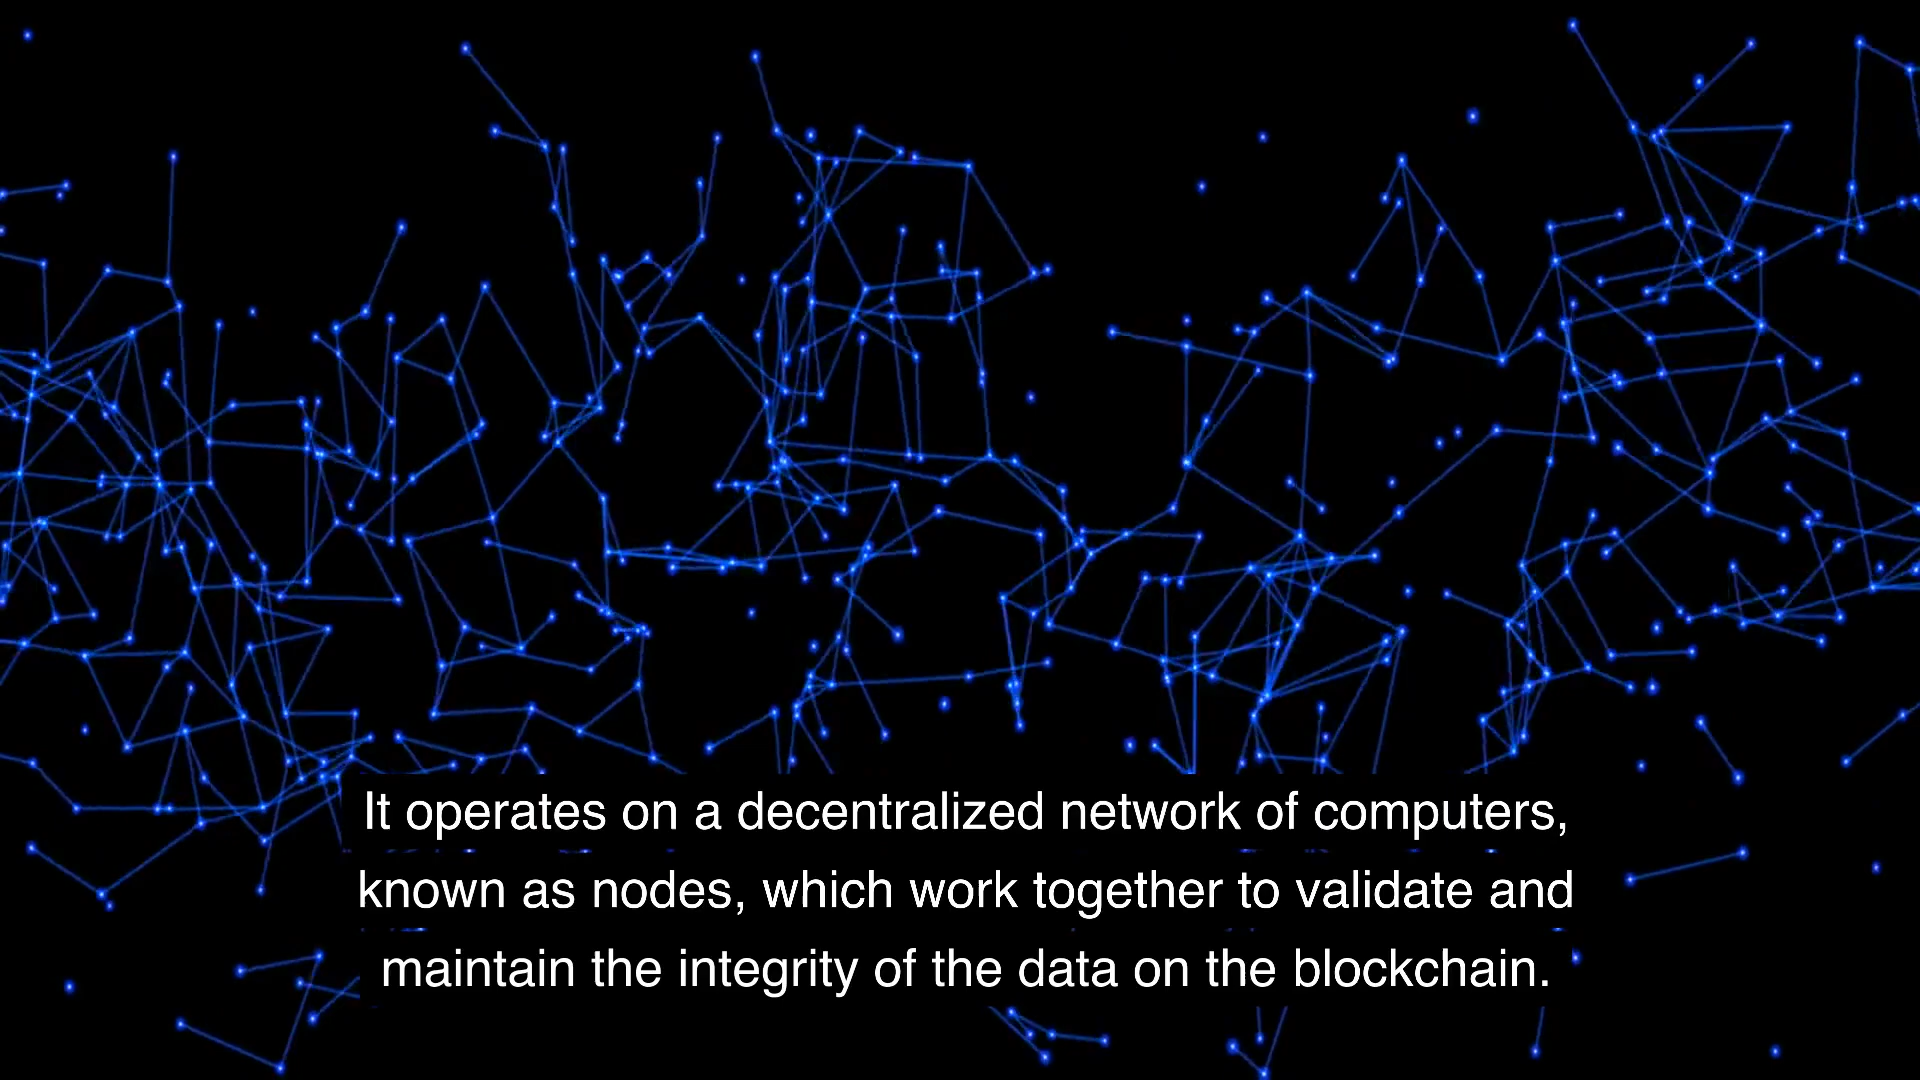 It operates on a decentralized network of computers,
known as nodes, which work together to validate and
maintain the integrity of the data on the blockchain.